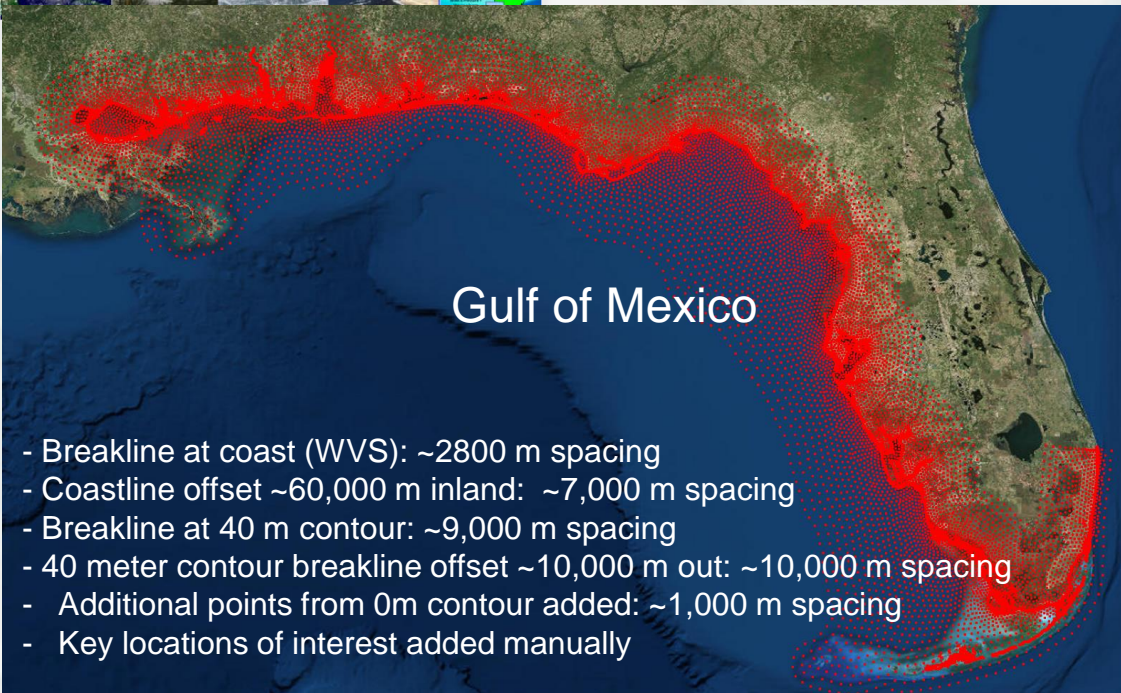 Gulf of Mexico
- Breakline at coast (WVS): ~2800 m spacing
- Coastline offset ~60,000 m inland:  ~7,000 m spacing
- Breakline at 40 m contour: ~9,000 m spacing
- 40 meter contour breakline offset ~10,000 m out: ~10,000 m spacing
-   Additional points from 0m contour added: ~1,000 m spacing
-   Key locations of interest added manually